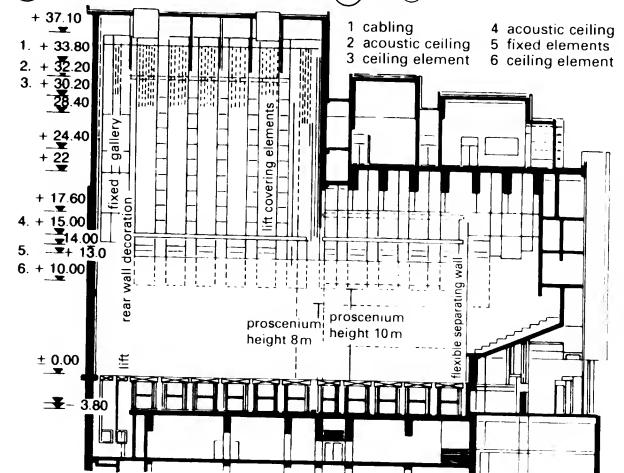 + 37.10
1. + 33.80
2. + 32.20
3. + 30.20
28.40
+ 24.40
+ 22
+ 17.60
4. + 15.00
14.00
5. + 13.0
6. + 10.00
± 0.00
- 3.80
1 cabling
2 acoustic ceiling
3 ceiling element
4 acoustic ceiling
5 fixed elements
6 ceiling element
fixed gallery
rear wall decoration
lift
lift covering elements
proscenium
height 8m
proscenium
height 10m
flexible separating wall